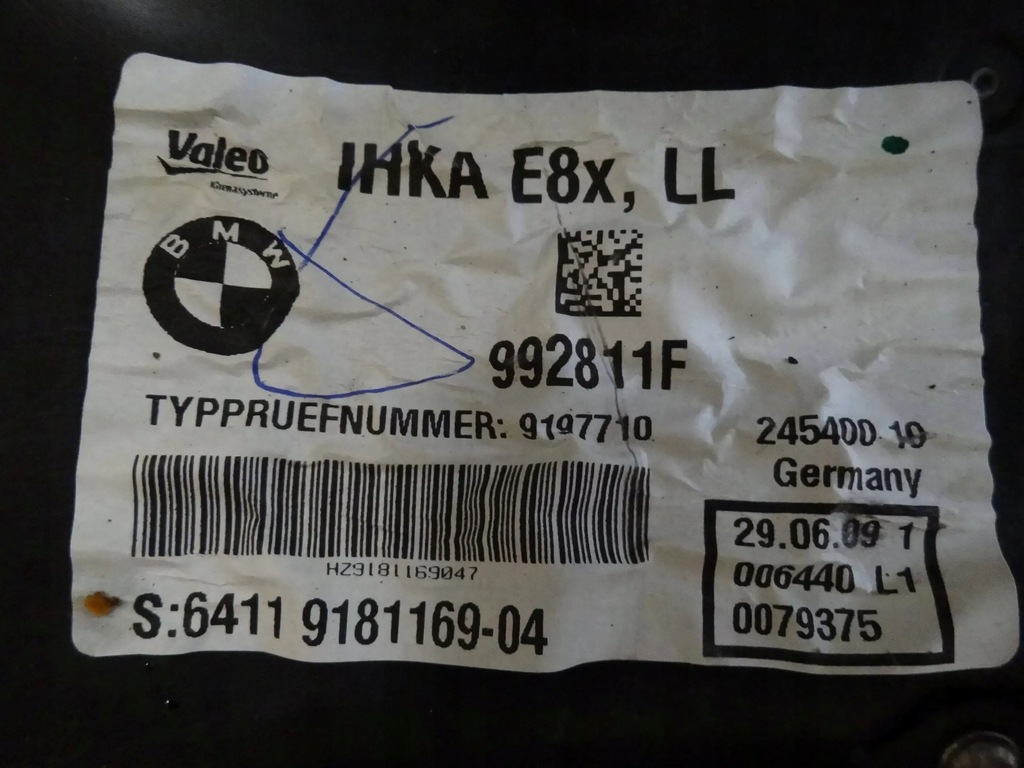 Valeo
Klimasysteme
IHKA E8x, LL
BMW
992811F
TYPPRUEFNUMMER: 9197710
245400 10
Germany
HZ9181169047
29.06.09 1
006440 L1
0079375
S:6411 9181169-04